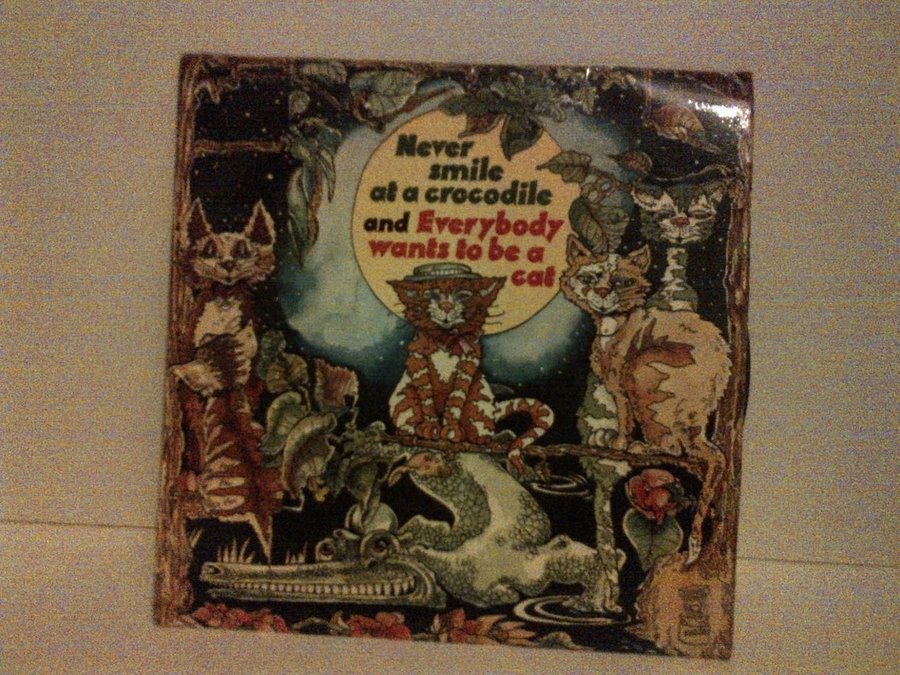 Never
smile
at a crocodile
and Everybody
wants to be a
cat